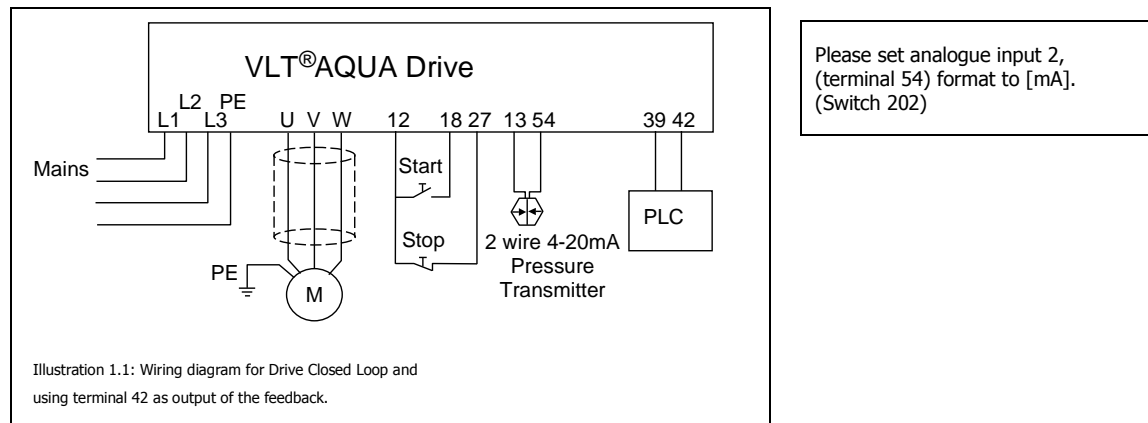 VLT®AQUA Drive
L1 L2 L3 PE U V W 12 18 27 13 54 39 42
Mains
Start
Stop
PE
M
2 wire 4-20mA
Pressure
Transmitter
PLC
Illustration 1.1: Wiring diagram for Drive Closed Loop and
using terminal 42 as output of the feedback.
Please set analogue input 2,
(terminal 54) format to [mA].
(Switch 202)